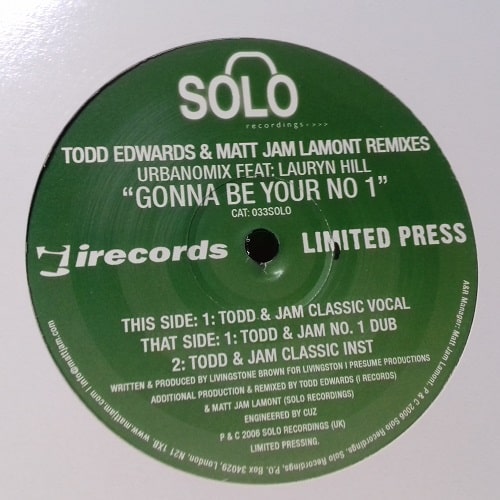 SOLO
recordings>>>>
TODD EDWARDS & MATT JAM LAMONT REMIXES
URBANOMIX FEAT: LAURYN HILL
“GONNA BE YOUR NO 1”
CAT: 033SOLO
irecords
LIMITED PRESS
THIS SIDE: 1: TODD & JAM CLASSIC VOCAL
THAT SIDE: 1: TODD & JAM NO. 1 DUB
2: TODD & JAM CLASSIC INST
WRITTEN & PRODUCED BY LIVINGSTONE BROWN FOR LIVINGSTON I PRESUME PRODUCTIONS
ADDITIONAL PRODUCTION & REMIXED BY TODD EDWARDS (I RECORDS)
& MATT JAM LAMONT (SOLO RECORDINGS)
ENGINEERED BY CUZ
P & C 2006 SOLO RECORDINGS (UK)
LIMITED PRESSING.
A&R Manager: Matt Jam Lamont. P & C 2006 Solo Recordings. Solo Recordings, P.O. Box 34029, London, N21 1XB. www.mattjam.com | info@mattjam.com